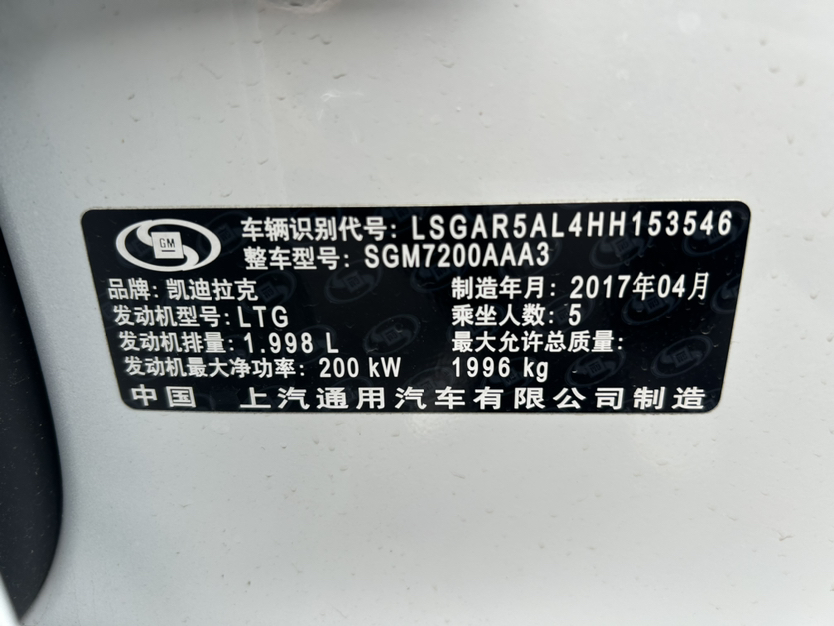 GM
车辆识别代号: LSGAR5AL4HH153546
整车型号: SGM7200AAA3
品牌: 凯迪拉克 制造年月: 2017年04月
发动机型号: LTG 乘坐人数: 5
发动机排量: 1.998 L 最大允许总质量:
发动机最大净功率: 200 kW 1996 kg
中国 上汽通用汽车有限公司制造